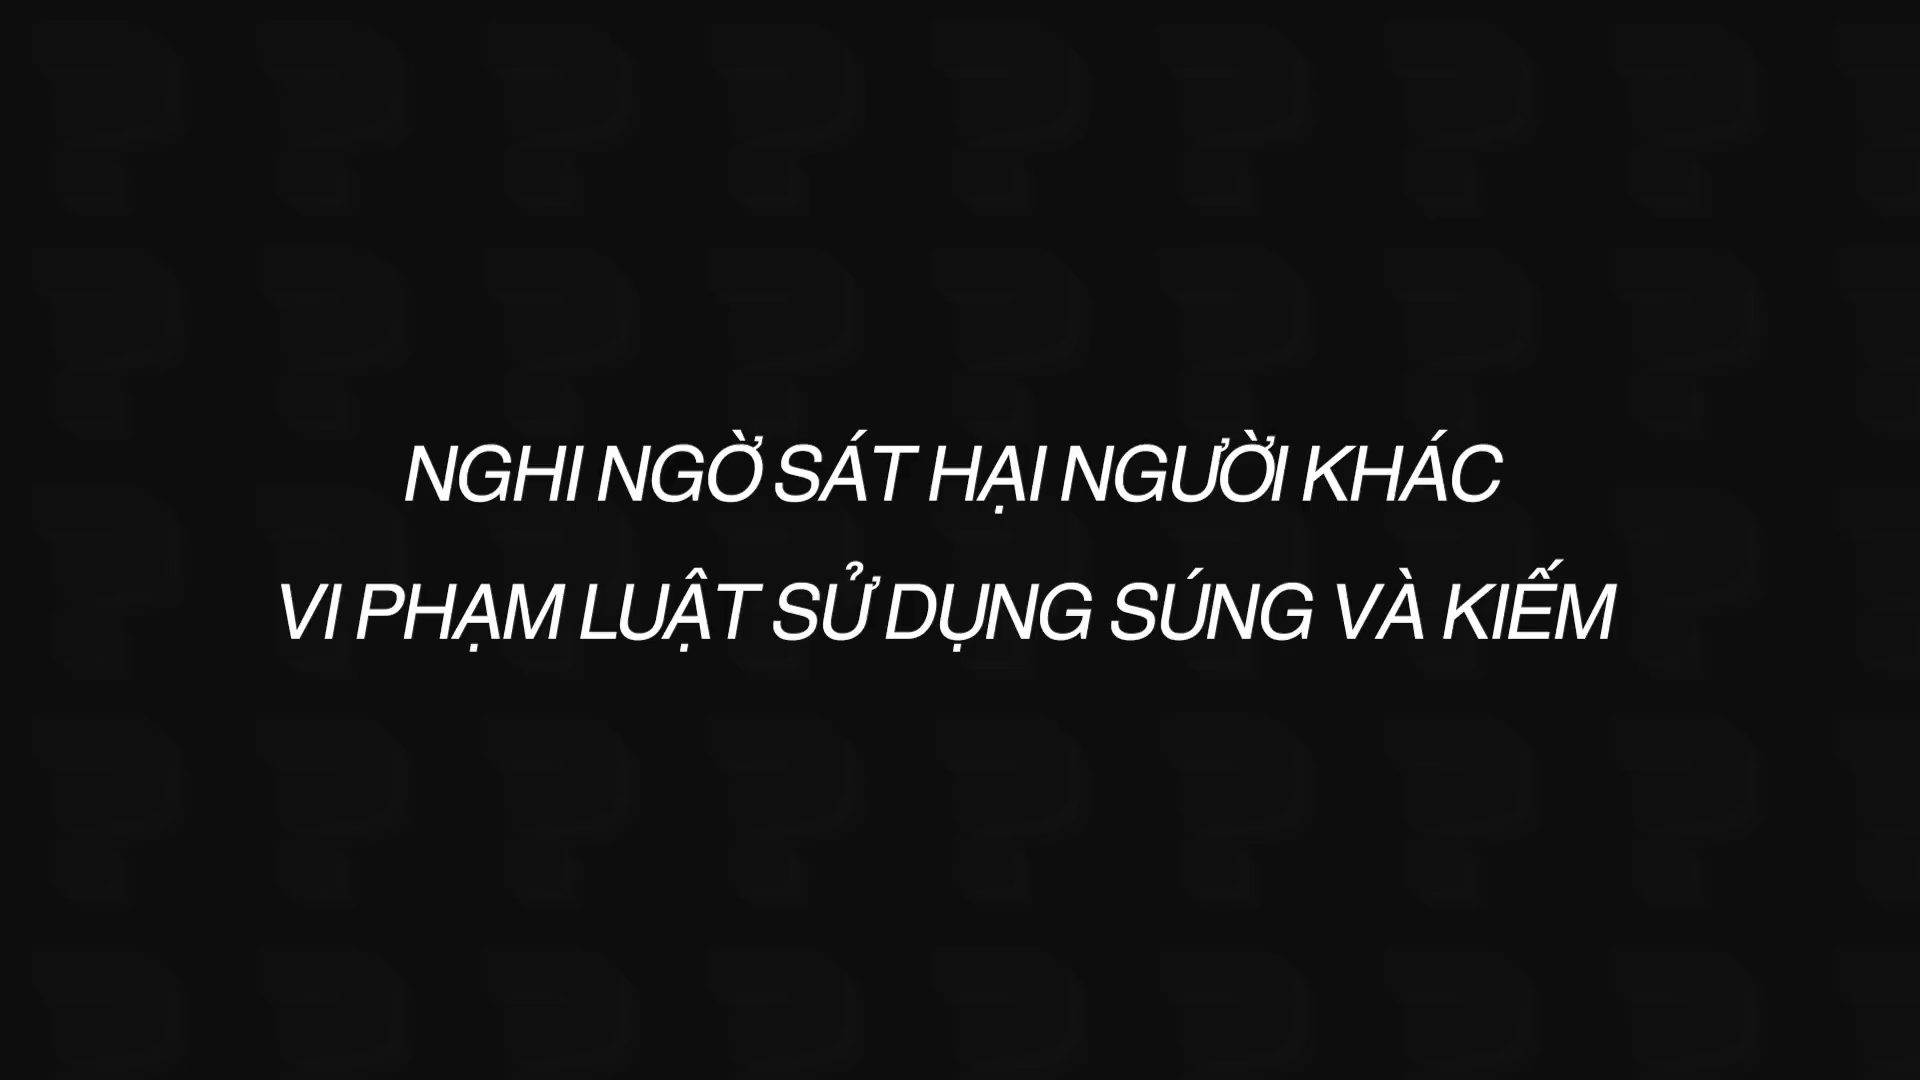 NGHI NGỜ SÁT HẠI NGƯỜI KHÁC
VI PHẠM LUẬT SỬ DỤNG SÚNG VÀ KIẾM